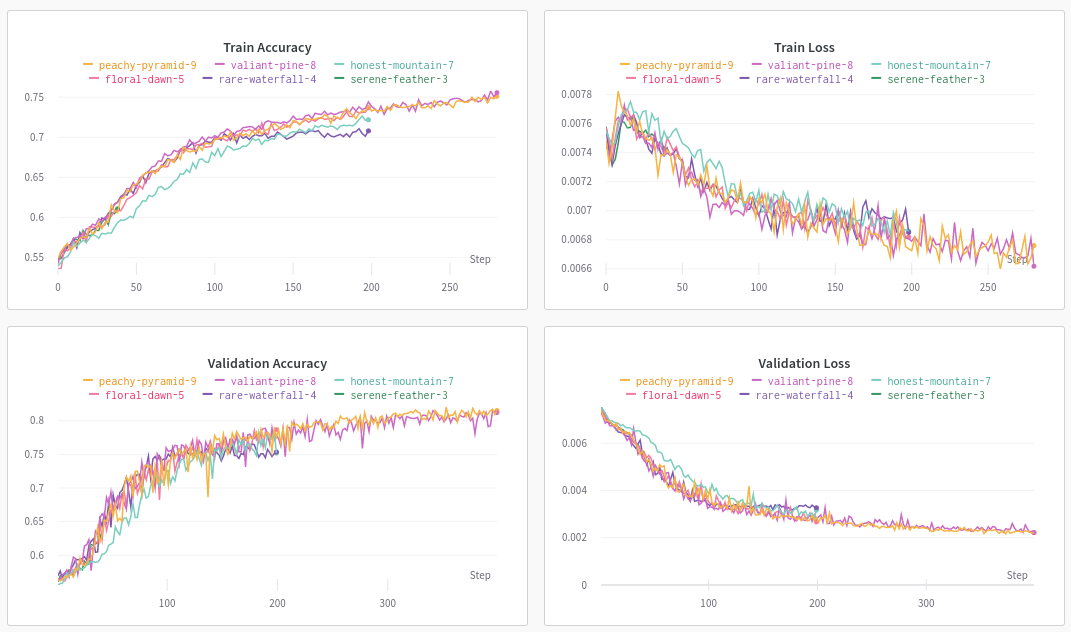 Train Accuracy
peachy-pyramid-9 valiant-pine-8 honest-mountain-7
floral-dawn-5 rare-waterfall-4 serene-feather-3
0.75
0.7
0.65
0.6
0.55
Step
0 50 100 150 200 250
Train Loss
peachy-pyramid-9 valiant-pine-8 honest-mountain-7
floral-dawn-5 rare-waterfall-4 serene-feather-3
0.0078
0.0076
0.0074
0.0072
0.007
0.0068
0.0066
Step
0 50 100 150 200 250
Validation Accuracy
peachy-pyramid-9 valiant-pine-8 honest-mountain-7
floral-dawn-5 rare-waterfall-4 serene-feather-3
0.8
0.75
0.7
0.65
0.6
Step
100 200 300
Validation Loss
peachy-pyramid-9 valiant-pine-8 honest-mountain-7
floral-dawn-5 rare-waterfall-4 serene-feather-3
0.006
0.004
0.002
0
Step
100 200 300